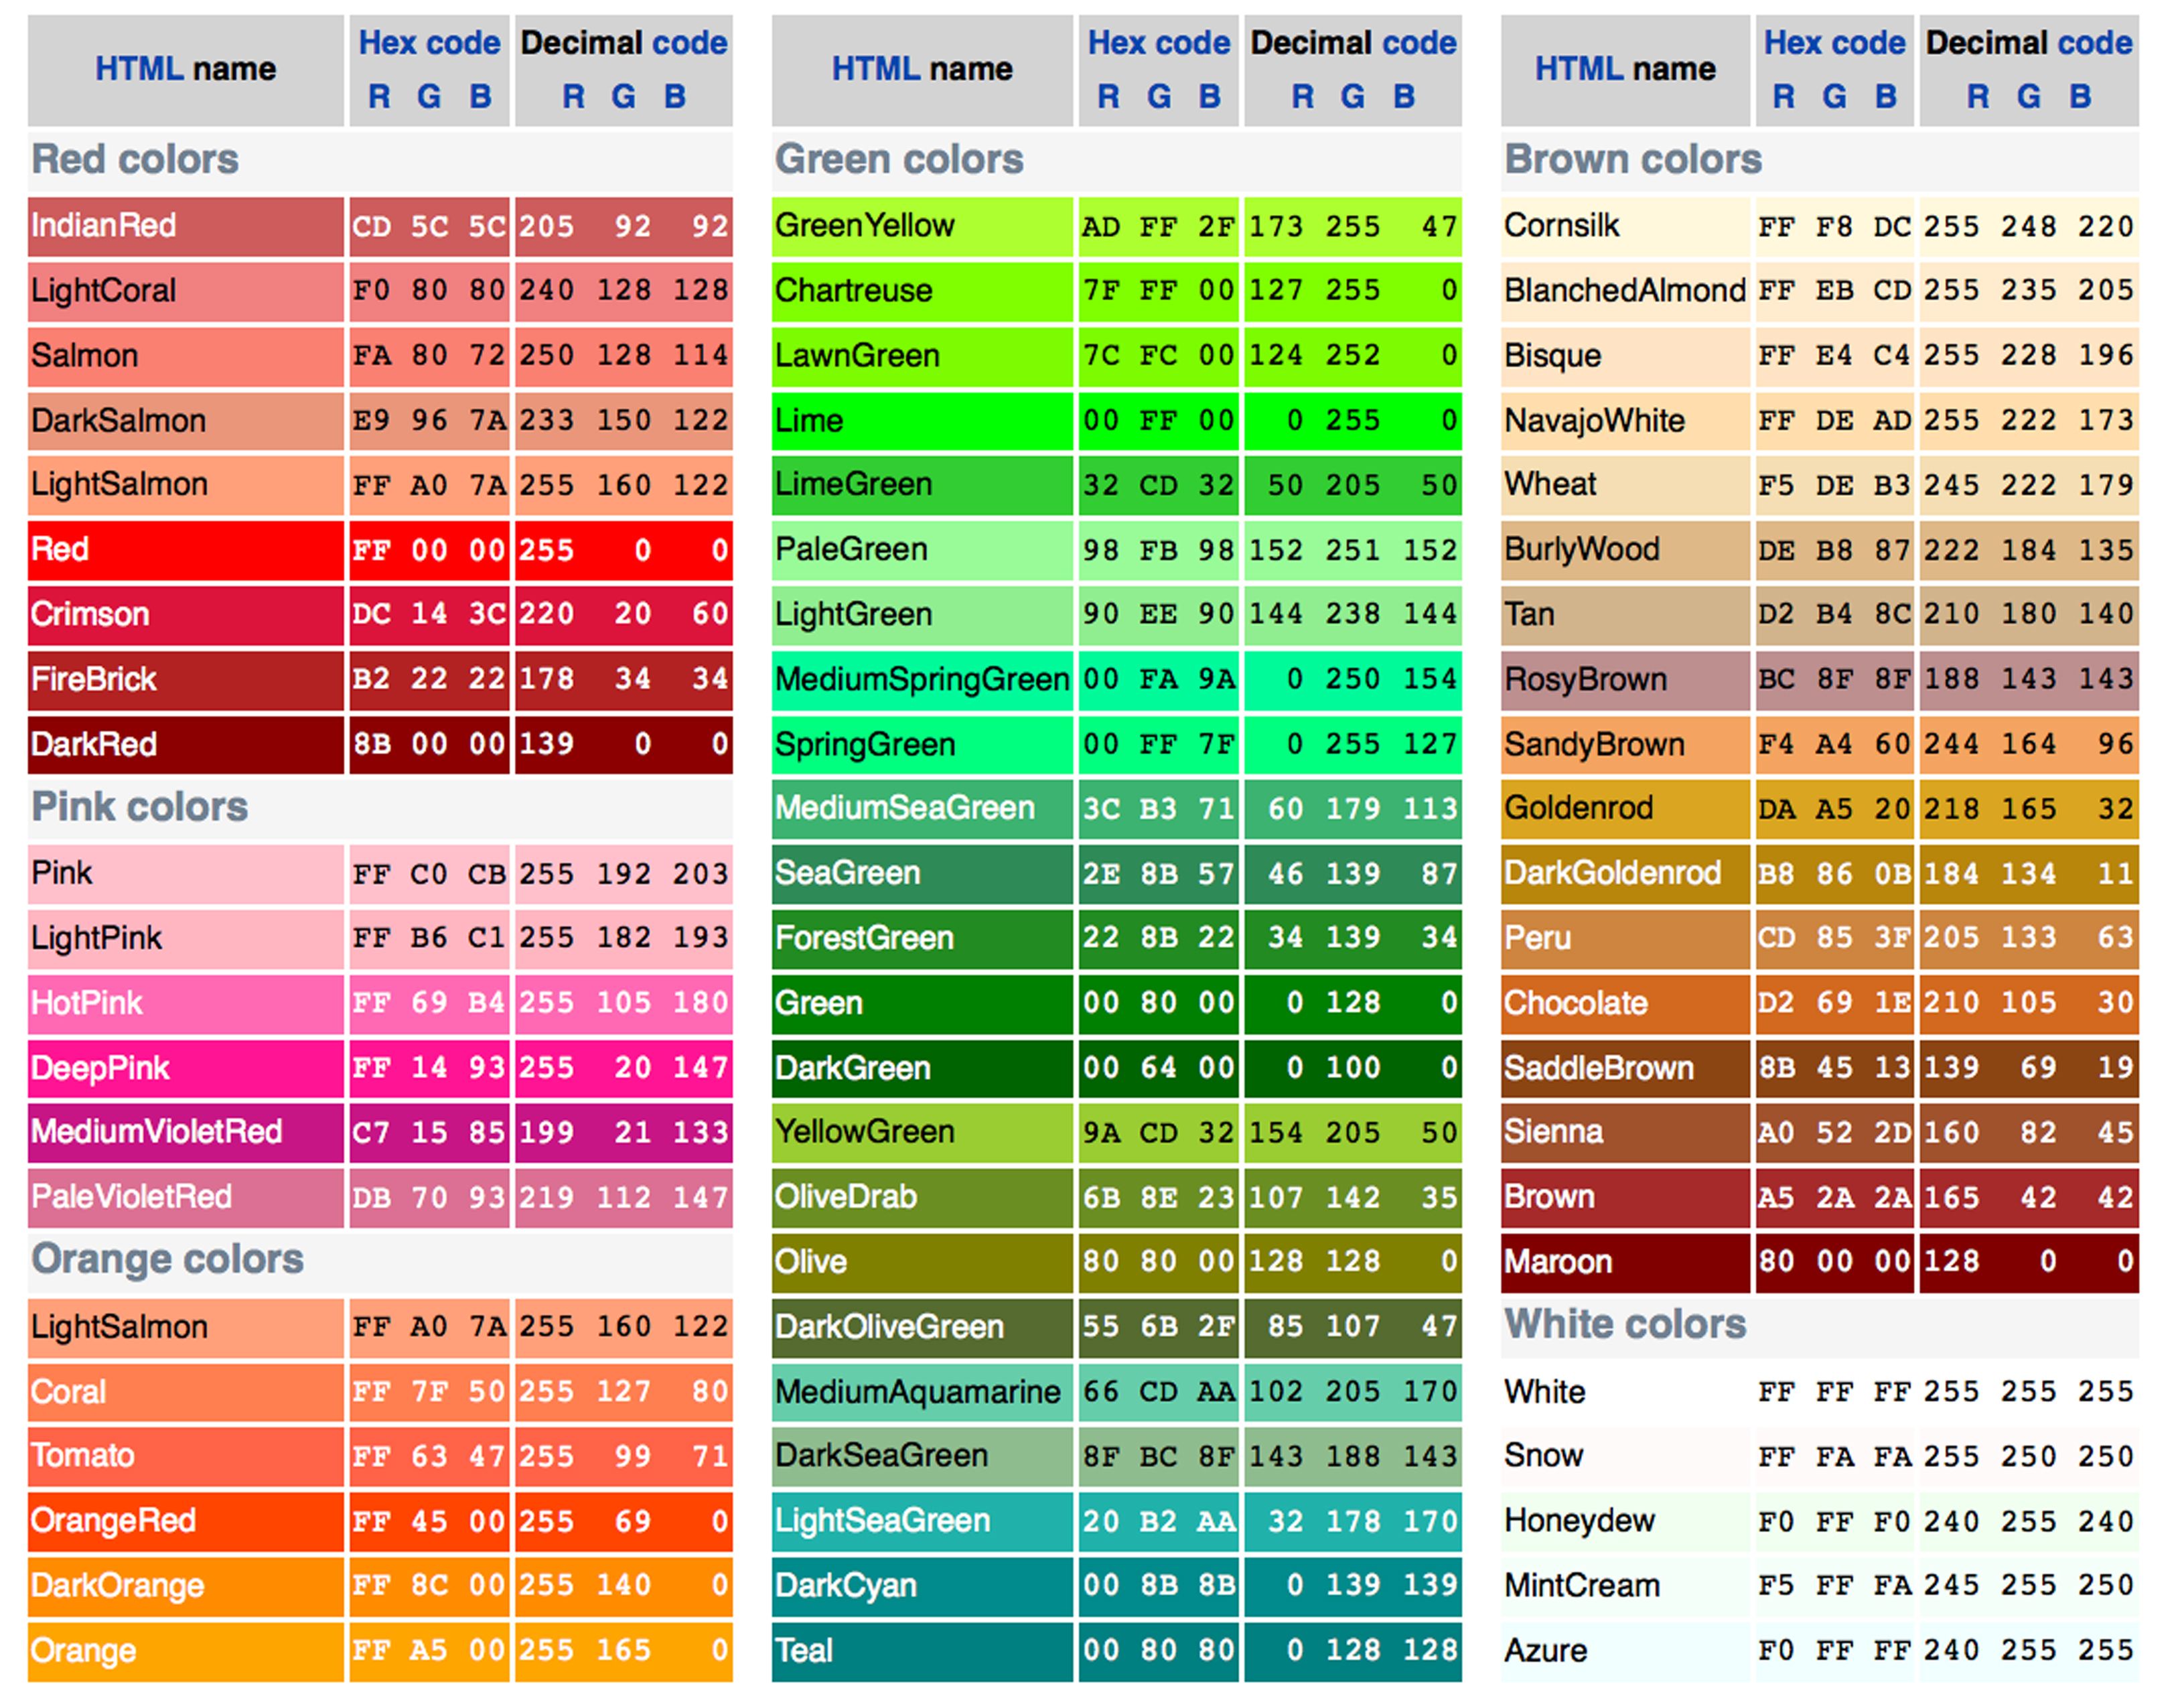 HTML name Hex code R G B Decimal code R G B
Red colors
IndianRed CD 5C 5C 205 92 92
LightCoral F0 80 80 240 128 128
Salmon FA 80 72 250 128 114
DarkSalmon E9 96 7A 233 150 122
LightSalmon FF A0 7A 255 160 122
Red FF 00 00 255 0 0
Crimson DC 14 3C 220 20 60
FireBrick B2 22 22 178 34 34
DarkRed 8B 00 00 139 0 0
Pink colors
Pink FF C0 CB 255 192 203
LightPink FF B6 C1 255 182 193
HotPink FF 69 B4 255 105 180
DeepPink FF 14 93 255 20 147
MediumVioletRed C7 15 85 199 21 133
PaleVioletRed DB 70 93 219 112 147
Orange colors
LightSalmon FF A0 7A 255 160 122
Coral FF 7F 50 255 127 80
Tomato FF 63 47 255 99 71
OrangeRed FF 45 00 255 69 0
DarkOrange FF 8C 00 255 140 0
Orange FF A5 00 255 165 0
HTML name Hex code R G B Decimal code R G B
Green colors
GreenYellow AD FF 2F 173 255 47
Chartreuse 7F FF 00 127 255 0
LawnGreen 7C FC 00 124 252 0
Lime 00 FF 00 0 255 0
LimeGreen 32 CD 32 50 205 50
PaleGreen 98 FB 98 152 251 152
LightGreen 90 EE 90 144 238 144
MediumSpringGreen 00 FA 9A 0 250 154
SpringGreen 00 FF 7F 0 255 127
MediumSeaGreen 3C B3 71 60 179 113
SeaGreen 2E 8B 57 46 139 87
ForestGreen 22 8B 22 34 139 34
Green 00 80 00 0 128 0
DarkGreen 00 64 00 0 100 0
YellowGreen 9A CD 32 154 205 50
OliveDrab 6B 8E 23 107 142 35
Olive 80 80 00 128 128 0
DarkOliveGreen 55 6B 2F 85 107 47
MediumAquamarine 66 CD AA 102 205 170
DarkSeaGreen 8F BC 8F 143 188 143
LightSeaGreen 20 B2 AA 32 178 170
DarkCyan 00 8B 8B 0 139 139
Teal 00 80 80 0 128 128
HTML name Hex code R G B Decimal code R G B
Brown colors
Cornsilk FF F8 DC 255 248 220
BlanchedAlmond FF EB CD 255 235 205
Bisque FF E4 C4 255 228 196
NavajoWhite FF DE AD 255 222 173
Wheat F5 DE B3 245 222 179
BurlyWood DE B8 87 222 184 135
Tan D2 B4 8C 210 180 140
RosyBrown BC 8F 8F 188 143 143
SandyBrown F4 A4 60 244 164 96
Goldenrod DA A5 20 218 165 32
DarkGoldenrod B8 86 0B 184 134 11
Peru CD 85 3F 205 133 63
Chocolate D2 69 1E 210 105 30
SaddleBrown 8B 45 13 139 69 19
Sienna A0 52 2D 160 82 45
Brown A5 2A 2A 165 42 42
Maroon 80 00 00 128 0 0
White colors
White FF FF FF 255 255 255
Snow FF FA FA 255 250 250
Honeydew F0 FF F0 240 255 240
MintCream F5 FF FA 245 255 250
Azure F0 FF FF 240 255 255